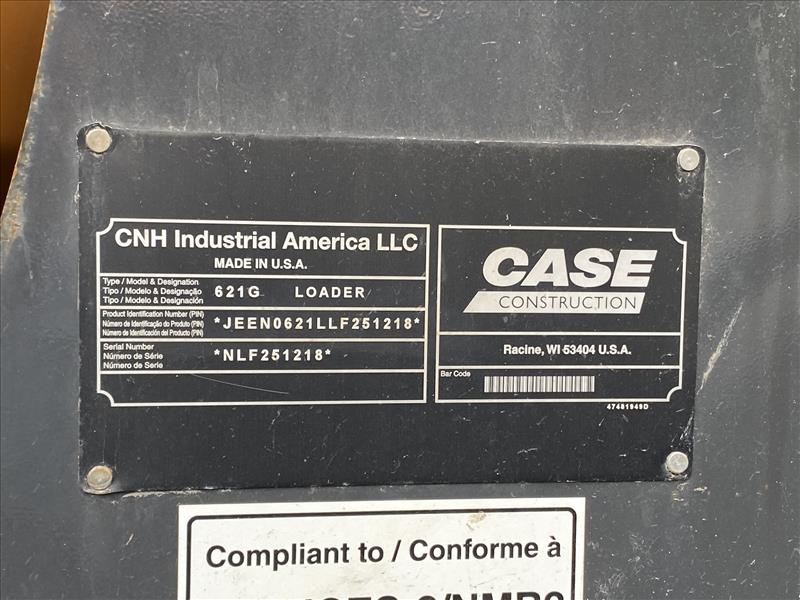 CNH Industrial America LLC
MADE IN U.S.A.
Type / Model & Designation
Tipo / Modelo & Designação
Tipo / Modelo & Designación
621G LOADER
Product Identification Number (PIN)
Número de Identificação do Produto (PIN)
Número de Identificación del Producto (PIN)
*JEEN0621LLF251218*
Serial Number
Número de Série
Número de Serie
*NLF251218*
CASE
CONSTRUCTION
Racine, WI 53404 U.S.A.
Bar Code
47481949D
Compliant to / Conforme à